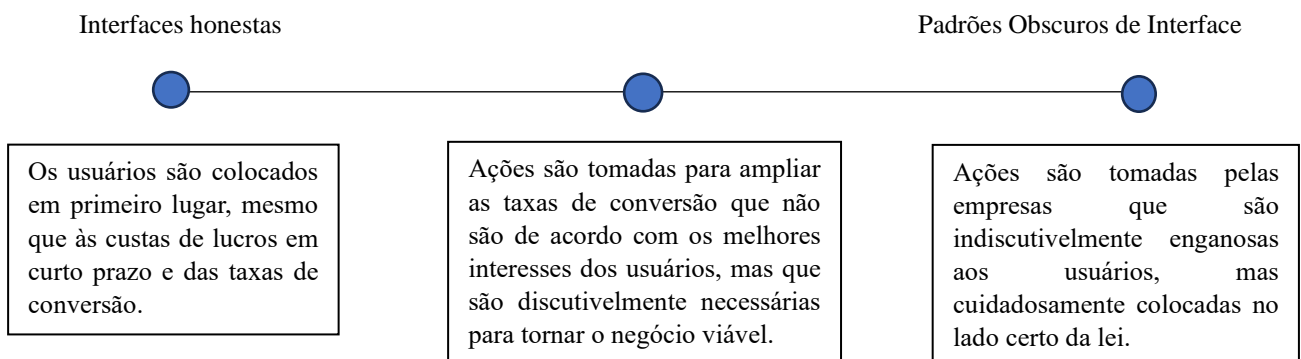 Interfaces honestas
Padrões Obscuros de Interface
Os usuários são colocados
em primeiro lugar, mesmo
que às custas de lucros em
curto prazo e das taxas de
conversão.
Ações são tomadas para ampliar
as taxas de conversão que não
são de acordo com os melhores
interesses dos usuários, mas que
são discutivelmente necessárias
para tornar o negócio viável.
Ações são tomadas pelas
empresas que são
indiscutivelmente enganosas
aos usuários, mas
cuidadosamente colocadas no
lado certo da lei.